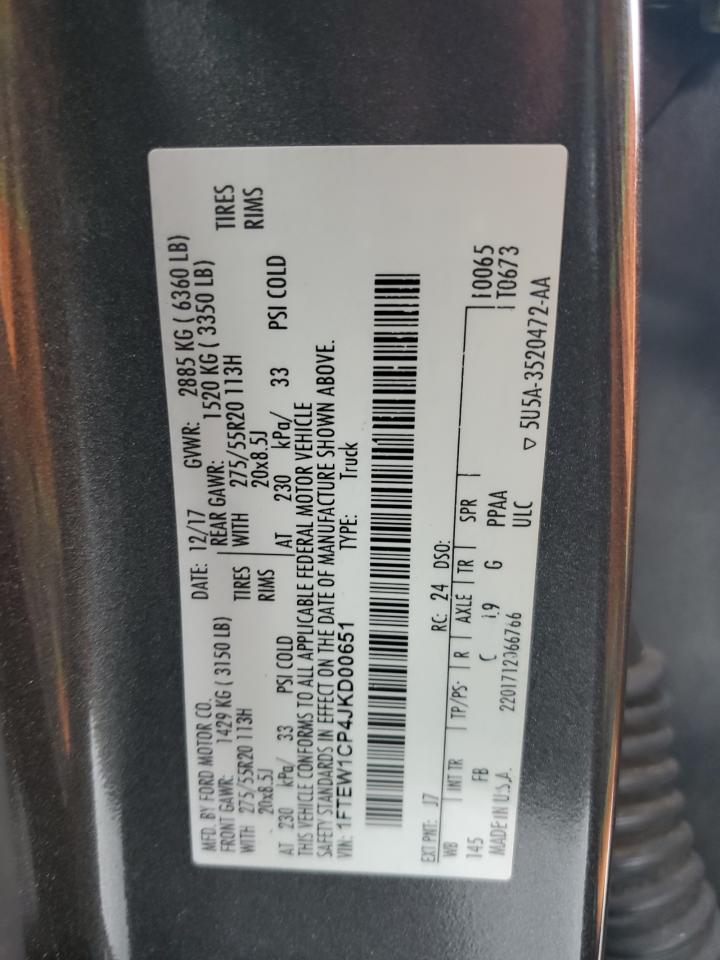 MFD. BY FORD MOTOR CO. DATE: 12/17 GVWR: 2885 KG ( 6360 LB)
FRONT GAWR: 1429 KG ( 3150 LB) REAR GAWR: 1520 KG ( 3350 LB)
WITH 275/55R20 113H TIRES WITH 275/55R20 113H TIRES
20x8.5J RIMS 20x8.5J RIMS
AT 230 kPa/ 33 PSI COLD AT 230 kPa/ 33 PSI COLD
THIS VEHICLE CONFORMS TO ALL APPLICABLE FEDERAL MOTOR VEHICLE
SAFETY STANDARDS IN EFFECT ON THE DATE OF MANUFACTURE SHOWN ABOVE.
VIN: 1FTEW1CP4JKD00651 TYPE: Truck
EXT PNT: J7 RC: 24 DSO:
WB INT TR TP/PS R AXLE TR SPR 10065
145 FB C 19 G PPAA T0673
MADE IN U.S.A. 2201712066766 ULC
▽ 5U5A-3520472-AA